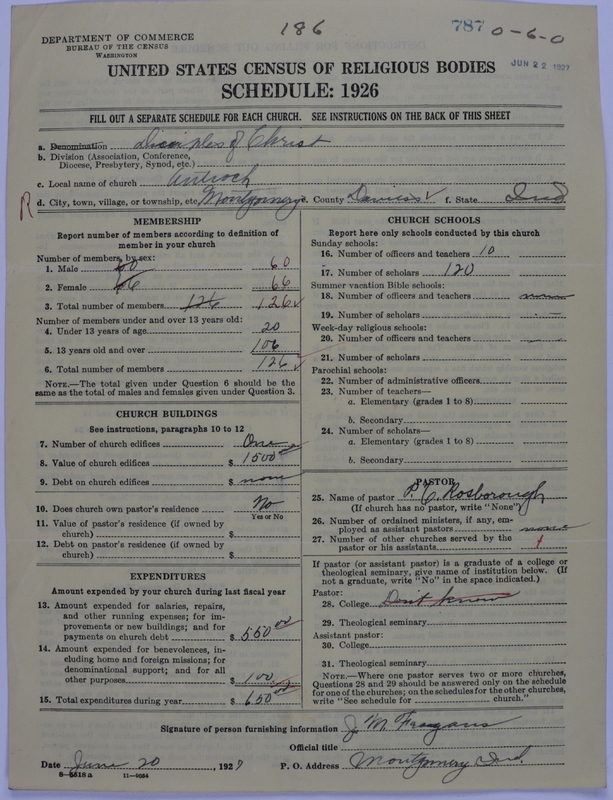 186
787 0-6-0
DEPARTMENT OF COMMERCE
BUREAU OF THE CENSUS
WASHINGTON
JUN 22 1927
UNITED STATES CENSUS OF RELIGIOUS BODIES
SCHEDULE: 1926
FILL OUT A SEPARATE SCHEDULE FOR EACH CHURCH. SEE INSTRUCTIONS ON THE BACK OF THIS SHEET
a. Denomination Disciples of Christ
b. Division (Association, Conference,
Diocese, Presbytery, Synod, etc.)
c. Local name of church Antioch
R d. City, town, village, or township, etc. Montgomery e. County Daviess f. State Ind
MEMBERSHIP
Report number of members according to definition of
member in your church
Number of members, by sex:
1. Male 60 60
2. Female 66 66
3. Total number of members 126 126
Number of members under and over 13 years old:
4. Under 13 years of age 20
5. 13 years old and over 106
6. Total number of members 126
NOTE.—The total given under Question 6 should be the
same as the total of males and females given under Question 3.
CHURCH BUILDINGS
See instructions, paragraphs 10 to 12
7. Number of church edifices One
8. Value of church edifices $ 1500 00
9. Debt on church edifices $ none
10. Does church own pastor's residence No
Yes or No
11. Value of pastor's residence (if owned by
church) $
12. Debt on pastor's residence (if owned by
church) $
EXPENDITURES
Amount expended by your church during last fiscal year
13. Amount expended for salaries, repairs,
and other running expenses; for im-
provements or new buildings; and for
payments on church debt $ 550 00
14. Amount expended for benevolences, in-
cluding home and foreign missions; for
denominational support; and for all
other purposes $ 100
15. Total expenditures during year $ 650 00
CHURCH SCHOOLS
Report here only schools conducted by this church
Sunday schools:
16. Number of officers and teachers 10
17. Number of scholars 120
Summer vacation Bible schools:
18. Number of officers and teachers
19. Number of scholars
Week-day religious schools:
20. Number of officers and teachers
21. Number of scholars
Parochial schools:
22. Number of administrative officers
23. Number of teachers—
a. Elementary (grades 1 to 8)
b. Secondary
24. Number of scholars—
a. Elementary (grades 1 to 8)
b. Secondary
PASTOR
25. Name of pastor P. C. Rosborough
(If church has no pastor, write "None")
26. Number of ordained ministers, if any, em-
ployed as assistant pastors none
27. Number of other churches served by the
pastor or his assistants
If pastor (or assistant pastor) is a graduate of a college or
theological seminary, give name of institution below. (If
not a graduate, write "No" in the space indicated.)
Pastor:
28. College Don't know
29. Theological seminary
Assistant pastor:
30. College
31. Theological seminary
NOTE.—Where one pastor serves two or more churches,
Questions 28 and 29 should be answered only on the schedule
for one of the churches; on the schedules for the other churches,
write "See schedule for church."
Signature of person furnishing information J. M.
Official title
Date June 20, 1927 P. O. Address Montgomery Ind.
8-5518 a 11-9064